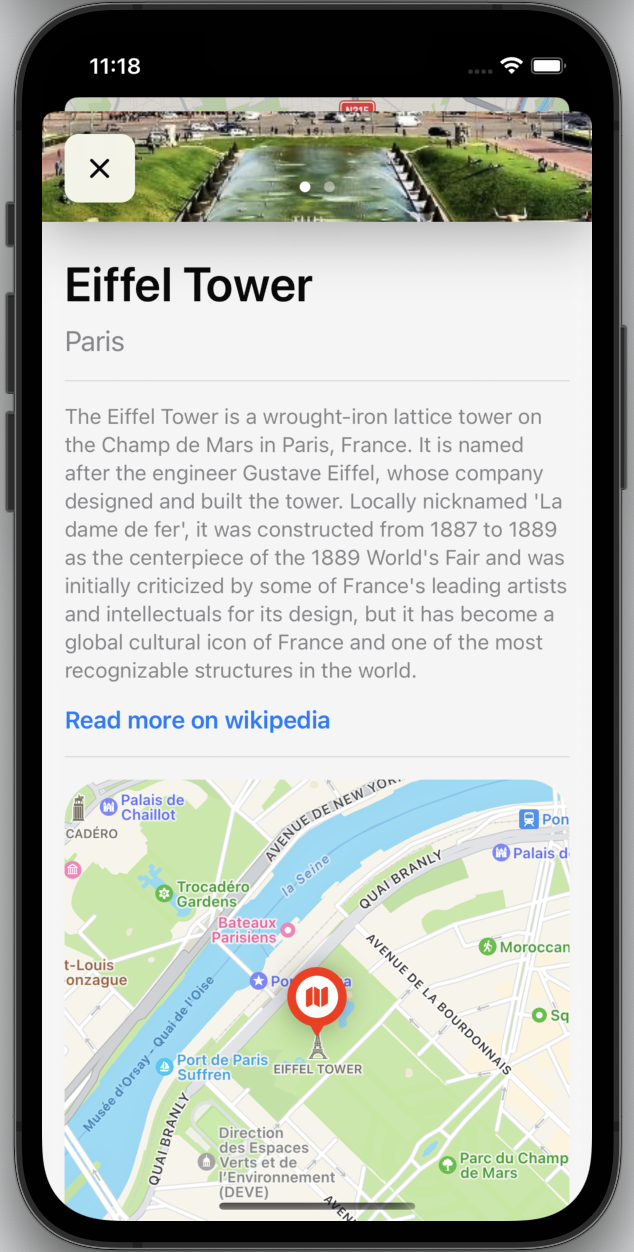 11:18
N215
Eiffel Tower
Paris
The Eiffel Tower is a wrought-iron lattice tower on
the Champ de Mars in Paris, France. It is named
after the engineer Gustave Eiffel, whose company
designed and built the tower. Locally nicknamed 'La
dame de fer', it was constructed from 1887 to 1889
as the centerpiece of the 1889 World's Fair and was
initially criticized by some of France's leading artists
and intellectuals for its design, but it has become a
global cultural icon of France and one of the most
recognizable structures in the world.
Read more on wikipedia
Palais de
Chaillot
CADÉRO
AVENUE DE NEW YORK
Pon
Palais d
la Seine
QUAI BRANLY
Trocadéro
Gardens
Bateaux
Parisiens
Moroccan
t-Louis
onzague
AVENUE DE LA BOURDONNAIS
Po
a
Sq
Musée d'Orsay - Quai de l'Oise
EIFFEL TOWER
Port de Paris
Suffren
QUAI BRANLY
Direction
des Espaces
Verts et de
l'Environnement
(DEVE)
Parc du Champ
de Mars
AVEN